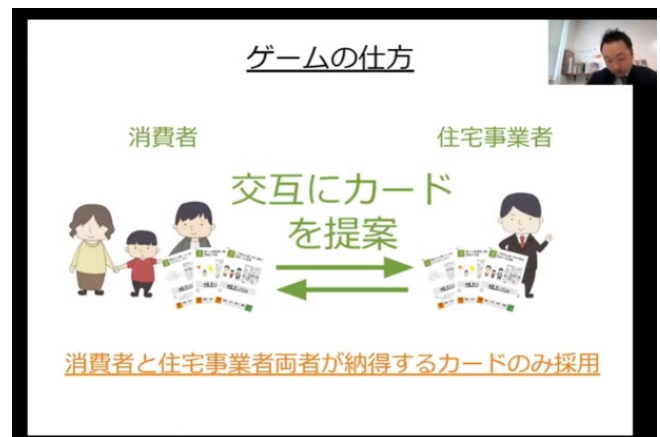 ゲームの仕方
消費者
住宅事業者
交互にカード
を提案
消費者と住宅事業者両者が納得するカードのみ採用